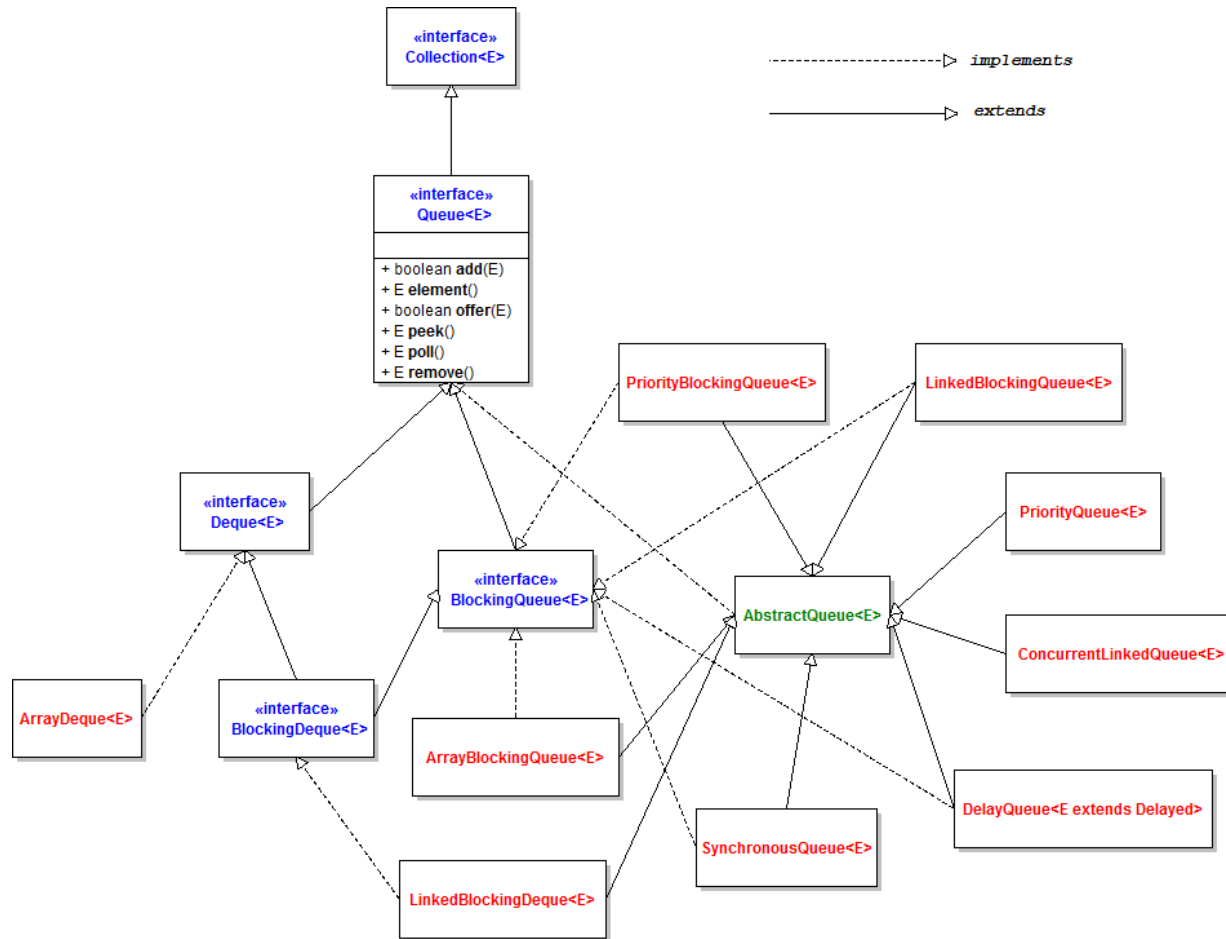 «interface»
Collection<E>
implements
extends
«interface»
Queue<E>
+ boolean add(E)
+ E element()
+ boolean offer(E)
+ E peek()
+ E poll()
+ E remove()
PriorityBlockingQueue<E>
LinkedBlockingQueue<E>
«interface»
Deque<E>
PriorityQueue<E>
«interface»
BlockingQueue<E>
AbstractQueue<E>
ConcurrentLinkedQueue<E>
ArrayDeque<E>
«interface»
BlockingDeque<E>
ArrayBlockingQueue<E>
DelayQueue<E extends Delayed>
SynchronousQueue<E>
LinkedBlockingDeque<E>